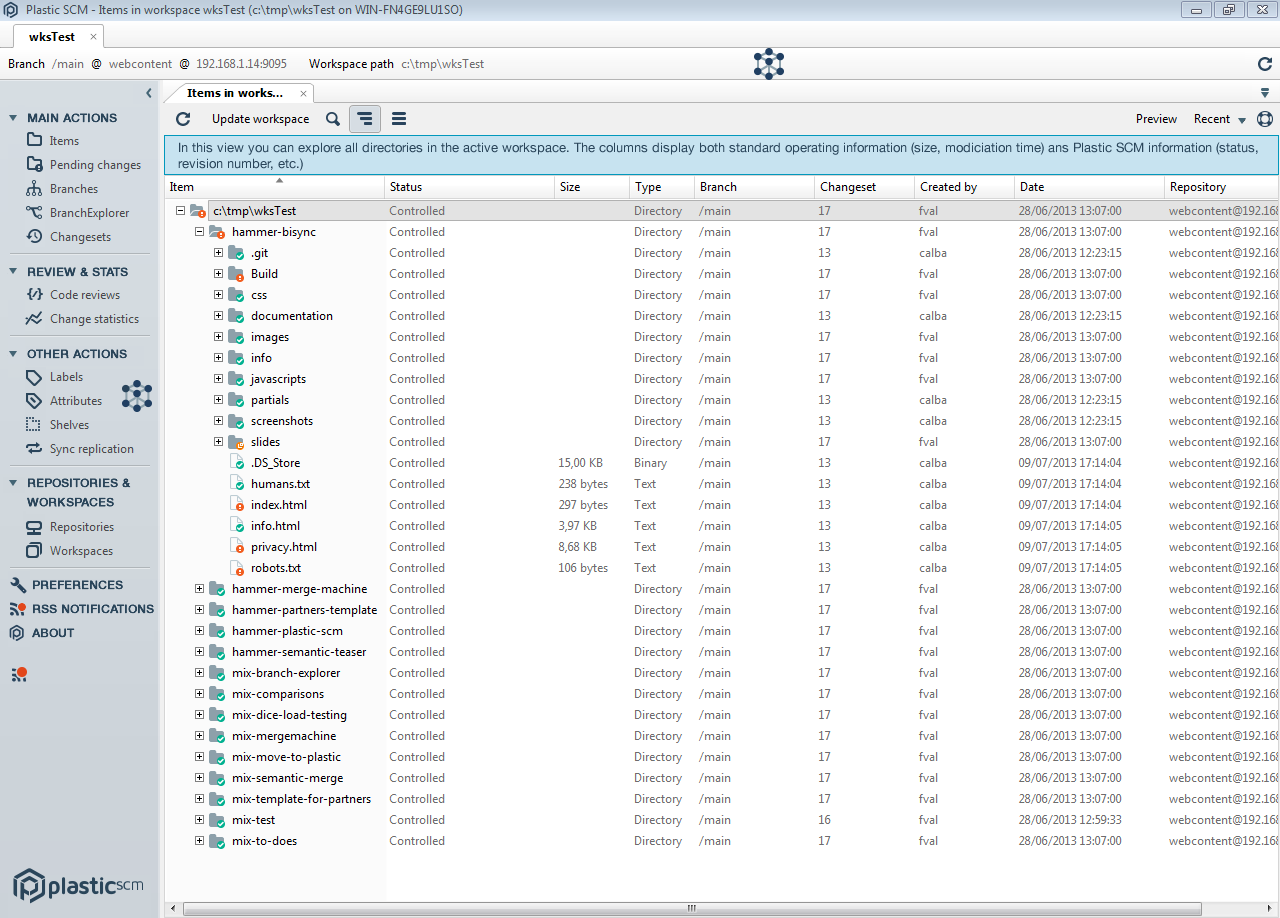 Plastic SCM - Items in workspace wksTest (c:\tmp\wksTest on WIN-FN4GE9LU1SO)
wksTest
Branch /main @ webcontent @ 192.168.1.14:9095 Workspace path c:\tmp\wksTest
MAIN ACTIONS
Items
Pending changes
Branches
BranchExplorer
Changesets
REVIEW & STATS
Code reviews
Change statistics
OTHER ACTIONS
Labels
Attributes
Shelves
Sync replication
REPOSITORIES &
WORKSPACES
Repositories
Workspaces
PREFERENCES
RSS NOTIFICATIONS
ABOUT
plasticscm
Items in works...
Update workspace Preview Recent
In this view you can explore all directories in the active workspace. The columns display both standard operating information (size, modiciation time) ans Plastic SCM information (status,
revision number, etc.)
Item Status Size Type Branch Changeset Created by Date Repository
c:\tmp\wksTest Controlled Directory /main 17 fval 28/06/2013 13:07:00 webcontent@192.168
hammer-bisync Controlled Directory /main 17 fval 28/06/2013 13:07:00 webcontent@192.168
.git Controlled Directory /main 13 calba 28/06/2013 12:23:15 webcontent@192.168
Build Controlled Directory /main 17 fval 28/06/2013 13:07:00 webcontent@192.168
css Controlled Directory /main 17 fval 28/06/2013 13:07:00 webcontent@192.168
documentation Controlled Directory /main 13 calba 28/06/2013 12:23:15 webcontent@192.168
images Controlled Directory /main 17 fval 28/06/2013 13:07:00 webcontent@192.168
info Controlled Directory /main 17 fval 28/06/2013 13:07:00 webcontent@192.168
javascripts Controlled Directory /main 17 fval 28/06/2013 13:07:00 webcontent@192.168
partials Controlled Directory /main 13 calba 28/06/2013 12:23:15 webcontent@192.168
screenshots Controlled Directory /main 13 calba 28/06/2013 12:23:15 webcontent@192.168
slides Controlled Directory /main 17 fval 28/06/2013 13:07:00 webcontent@192.168
.DS_Store Controlled 15,00 KB Binary /main 13 calba 09/07/2013 17:14:04 webcontent@192.168
humans.txt Controlled 238 bytes Text /main 13 calba 09/07/2013 17:14:04 webcontent@192.168
index.html Controlled 297 bytes Text /main 13 calba 09/07/2013 17:14:04 webcontent@192.168
info.html Controlled 3,97 KB Text /main 13 calba 09/07/2013 17:14:05 webcontent@192.168
privacy.html Controlled 8,68 KB Text /main 13 calba 09/07/2013 17:14:05 webcontent@192.168
robots.txt Controlled 106 bytes Text /main 13 calba 09/07/2013 17:14:05 webcontent@192.168
hammer-merge-machine Controlled Directory /main 17 fval 28/06/2013 13:07:00 webcontent@192.168
hammer-partners-template Controlled Directory /main 17 fval 28/06/2013 13:07:00 webcontent@192.168
hammer-plastic-scm Controlled Directory /main 17 fval 28/06/2013 13:07:00 webcontent@192.168
hammer-semantic-teaser Controlled Directory /main 17 fval 28/06/2013 13:07:00 webcontent@192.168
mix-branch-explorer Controlled Directory /main 17 fval 28/06/2013 13:07:00 webcontent@192.168
mix-comparisons Controlled Directory /main 17 fval 28/06/2013 13:07:00 webcontent@192.168
mix-dice-load-testing Controlled Directory /main 17 fval 28/06/2013 13:07:00 webcontent@192.168
mix-mergemachine Controlled Directory /main 17 fval 28/06/2013 13:07:00 webcontent@192.168
mix-move-to-plastic Controlled Directory /main 17 fval 28/06/2013 13:07:00 webcontent@192.168
mix-semantic-merge Controlled Directory /main 17 fval 28/06/2013 13:07:00 webcontent@192.168
mix-template-for-partners Controlled Directory /main 17 fval 28/06/2013 13:07:00 webcontent@192.168
mix-test Controlled Directory /main 16 fval 28/06/2013 12:59:33 webcontent@192.168
mix-to-does Controlled Directory /main 17 fval 28/06/2013 13:07:00 webcontent@192.168